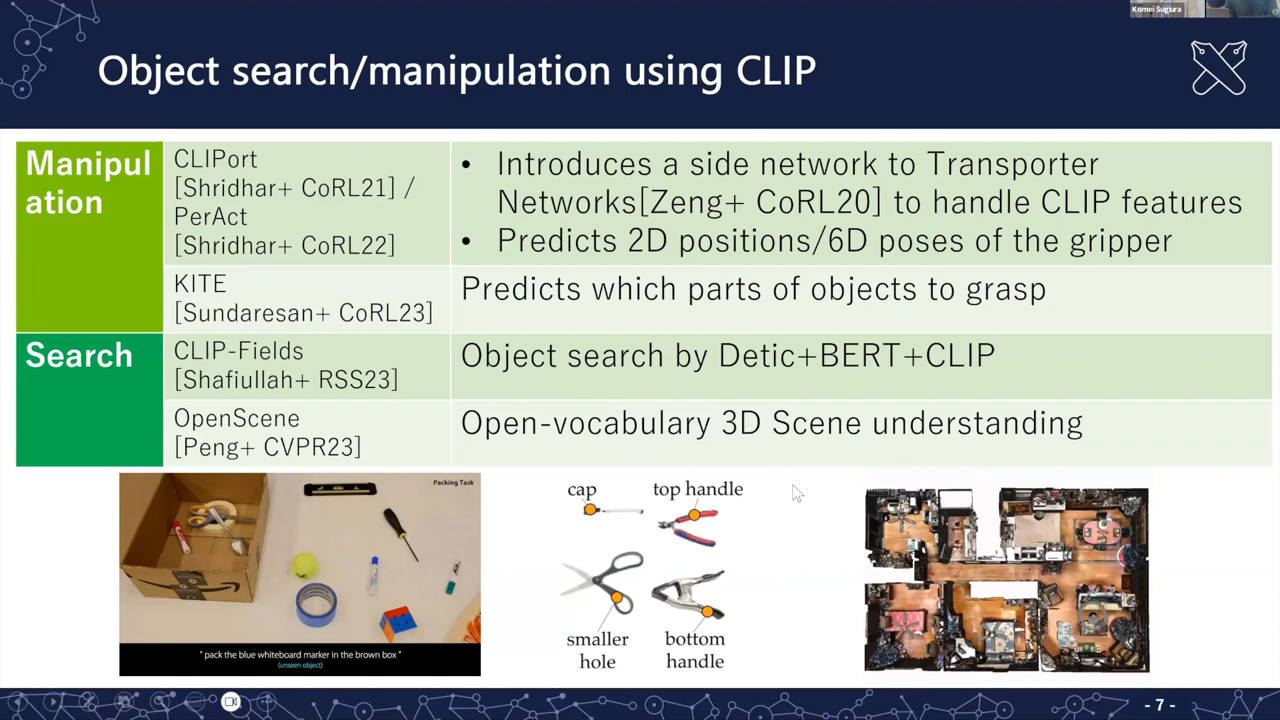 Komei Sugiura
Object search/manipulation using CLIP
Manipul
ation
CLIPort
[Shridhar+ CoRL21] /
PerAct
[Shridhar+ CoRL22]
• Introduces a side network to Transporter
Networks[Zeng+ CoRL20] to handle CLIP features
• Predicts 2D positions/6D poses of the gripper
KITE
[Sundaresan+ CoRL23]
Predicts which parts of objects to grasp
Search
CLIP-Fields
[Shafiullah+ RSS23]
Object search by Detic+BERT+CLIP
OpenScene
[Peng+ CVPR23]
Open-vocabulary 3D Scene understanding
Packing Task
" pack the blue whiteboard marker in the brown box "
(unseen object)
cap
top handle
smaller
hole
bottom
handle
- 7 -